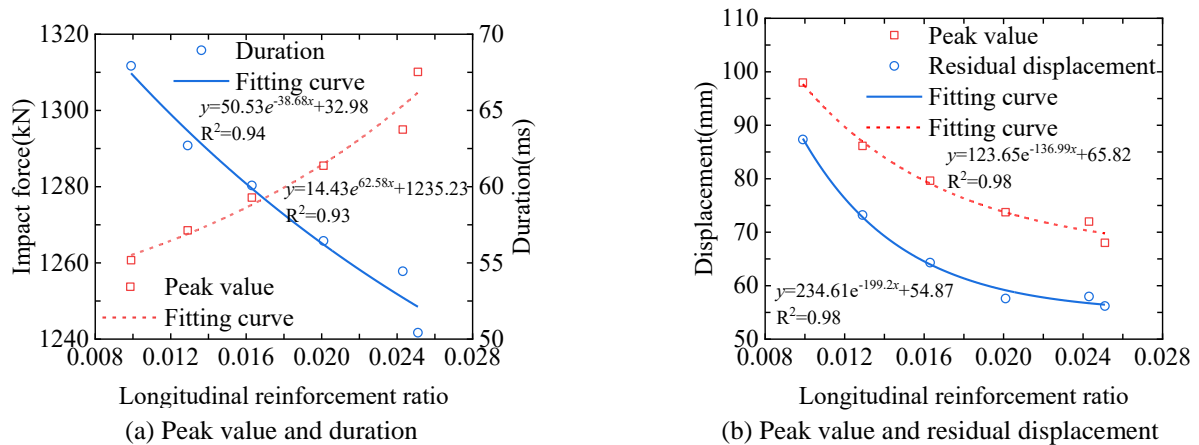 1320
1300
1280
1260
1240
Impact force(kN)
70
65
60
55
50
Duration(ms)
Duration
Fitting curve
y=50.53e^{-38.68x}+32.98
R²=0.94
y=14.43e^{62.58x}+1235.23
R²=0.93
Peak value
Fitting curve
0.008 0.012 0.016 0.020 0.024 0.028
Longitudinal reinforcement ratio
(a) Peak value and duration
110
100
90
80
70
60
50
Displacement(mm)
Peak value
Residual displacement
Fitting curve
Fitting curve
y=123.65e^{-136.99x}+65.82
R²=0.98
y=234.61e^{-199.2x}+54.87
R²=0.98
0.008 0.012 0.016 0.020 0.024 0.028
Longitudinal reinforcement ratio
(b) Peak value and residual displacement